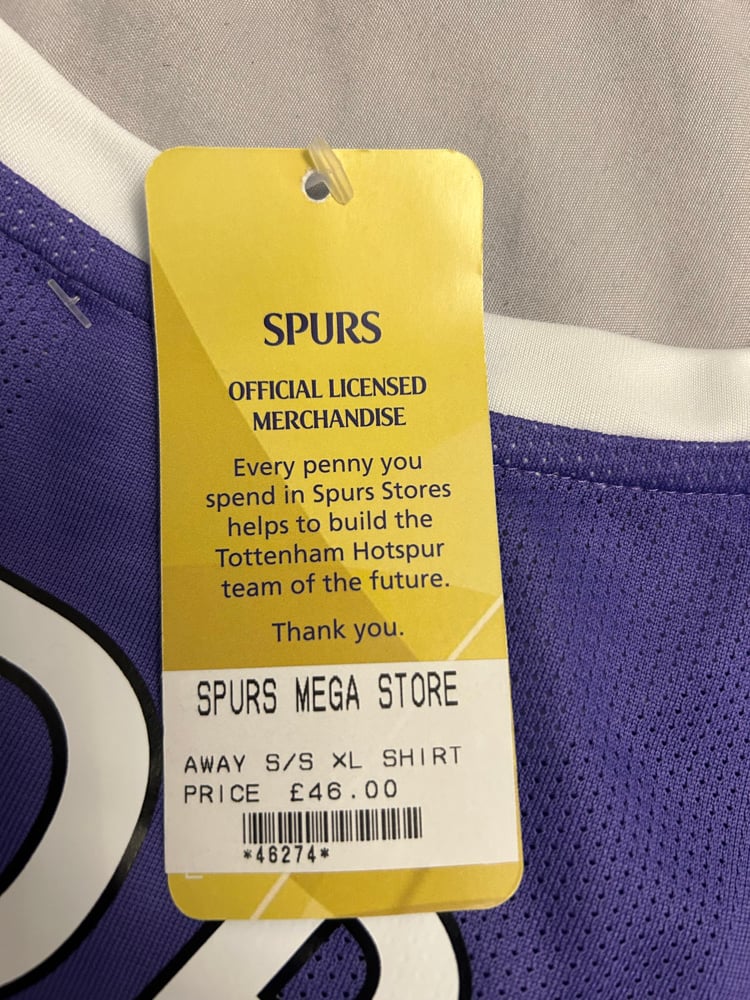 SPURS
OFFICIAL LICENSED
MERCHANDISE
Every penny you
spend in Spurs Stores
helps to build the
Tottenham Hotspur
team of the future.
Thank you.
SPURS MEGA STORE
AWAY S/S XL SHIRT
PRICE £46.00
*46274*